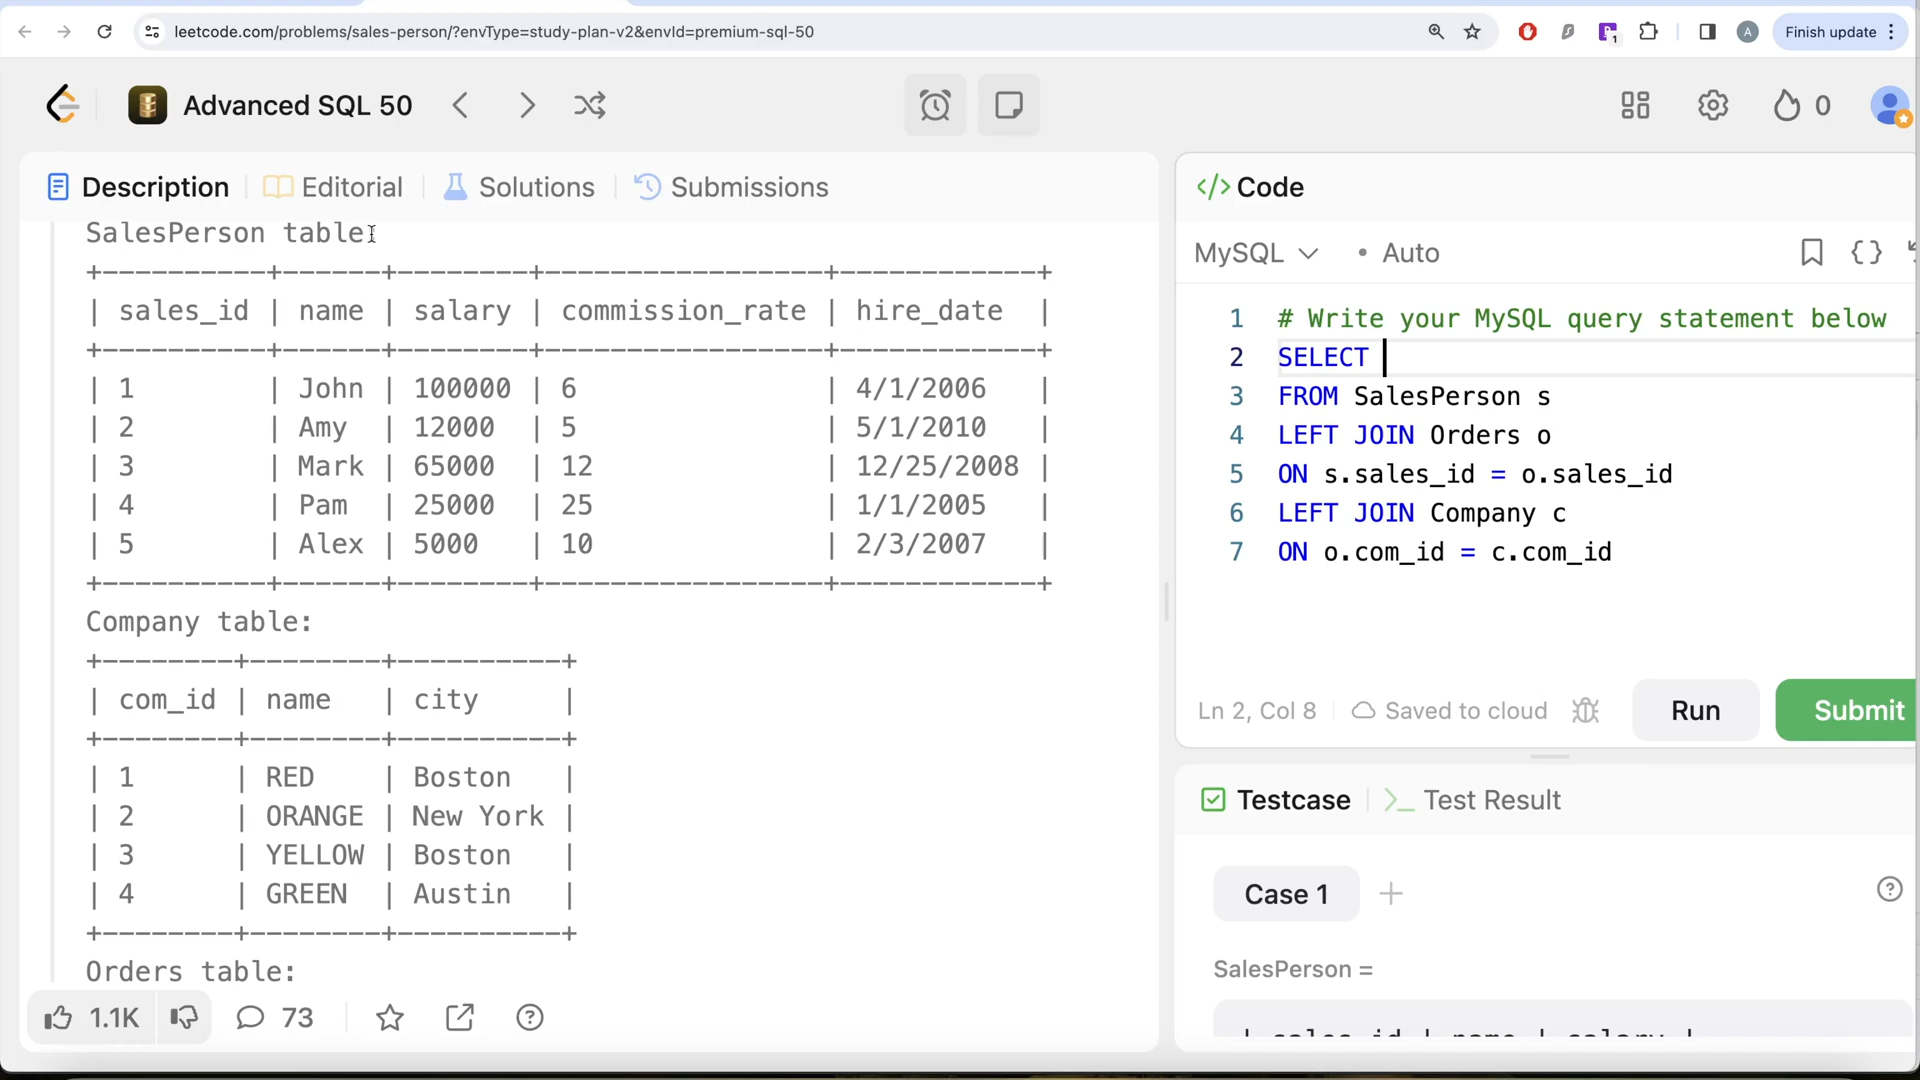 leetcode.com/problems/sales-person/?envType=study-plan-v2&envId=premium-sql-50
1
A
Finish update
Advanced SQL 50
0
Description
Editorial
Solutions
Submissions
SalesPerson table:
+----------+------+--------+-----------------+------------+
| sales_id | name | salary | commission_rate | hire_date |
+----------+------+--------+-----------------+------------+
| 1 | John | 100000 | 6 | 4/1/2006 |
| 2 | Amy | 12000 | 5 | 5/1/2010 |
| 3 | Mark | 65000 | 12 | 12/25/2008 |
| 4 | Pam | 25000 | 25 | 1/1/2005 |
| 5 | Alex | 5000 | 10 | 2/3/2007 |
+----------+------+--------+-----------------+------------+
Company table:
+--------+--------+----------+
| com_id | name | city |
+--------+--------+----------+
| 1 | RED | Boston |
| 2 | ORANGE | New York |
| 3 | YELLOW | Boston |
| 4 | GREEN | Austin |
+--------+--------+----------+
Orders table:
1.1K
73
</> Code
MySQL
• Auto
{}
1 # Write your MySQL query statement below
2 SELECT
3 FROM SalesPerson s
4 LEFT JOIN Orders o
5 ON s.sales_id = o.sales_id
6 LEFT JOIN Company c
7 ON o.com_id = c.com_id
Ln 2, Col 8
Saved to cloud
Run
Submit
Testcase
>_ Test Result
Case 1
+
SalesPerson =
| sales_id | name | salary |